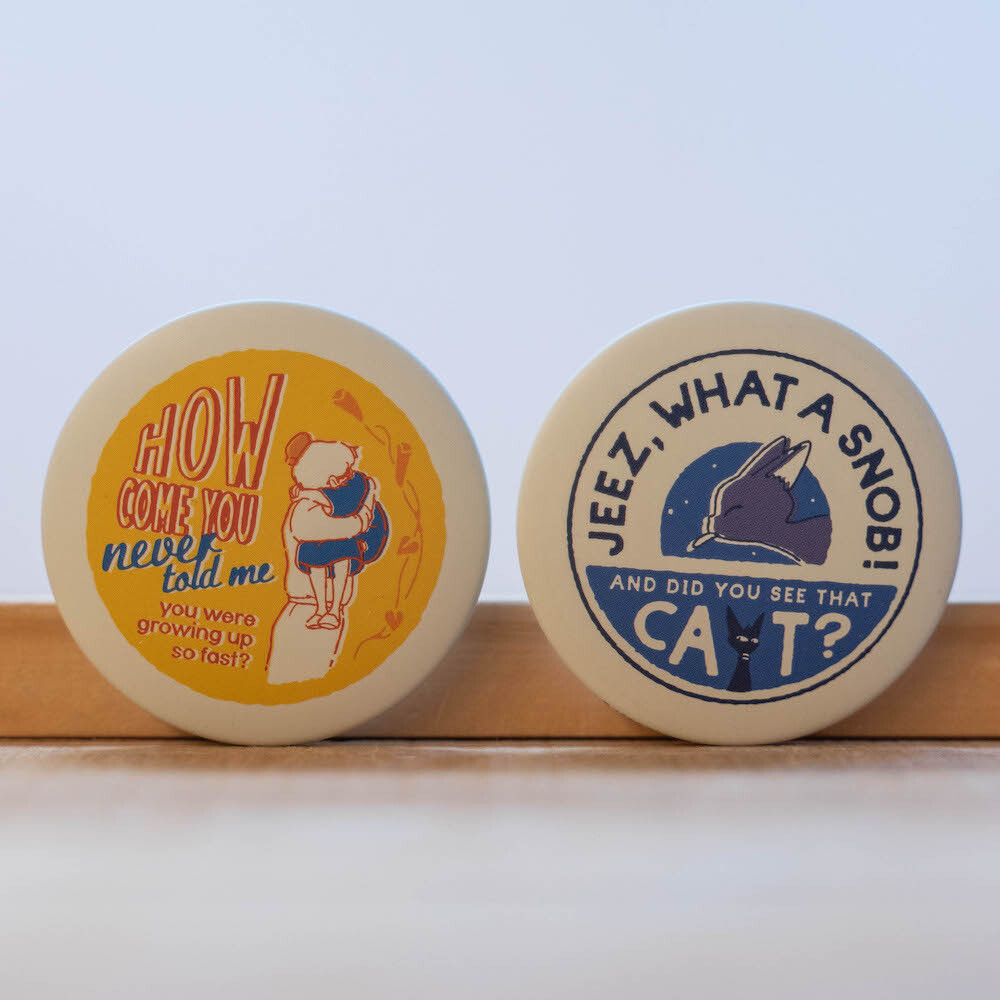 HOW
COME YOU
never
told me
you were
growing up
so fast?
JEEZ, WHAT A SNOB!
AND DID YOU SEE THAT
CAT?